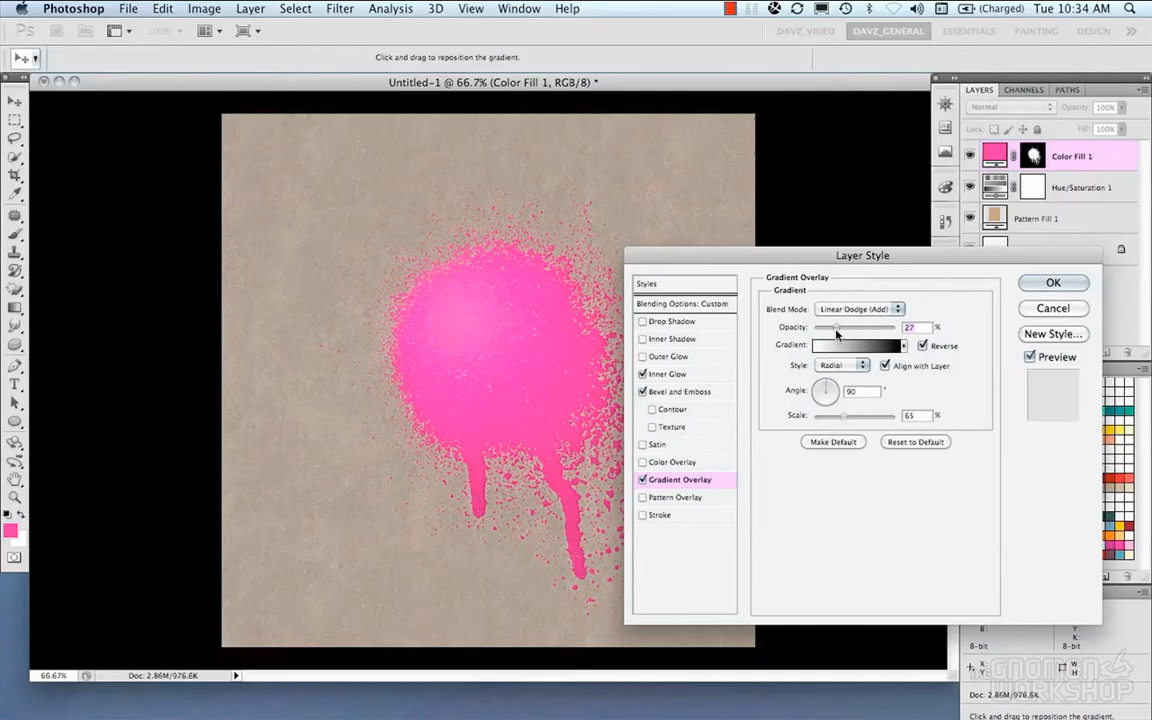 Photoshop File Edit Image Layer Select Filter Analysis 3D View Window Help (Charged) Tue 10:34 AM
Ps DAVZ_VIDEO DAVZ_GENERAL ESSENTIALS PAINTING DESIGN
Click and drag to reposition the gradient.
Untitled-1 @ 66.7% (Color Fill 1, RGB/8) *
LAYERS CHANNELS PATHS
Normal Opacity: 100%
Lock: Fill: 100%
Color Fill 1
Hue/Saturation 1
Pattern Fill 1
Layer Style
Styles
Blending Options: Custom
Drop Shadow
Inner Shadow
Outer Glow
Inner Glow
Bevel and Emboss
Contour
Texture
Satin
Color Overlay
Gradient Overlay
Pattern Overlay
Stroke
Gradient Overlay
Gradient
Blend Mode: Linear Dodge (Add)
Opacity: 27 %
Gradient: Reverse
Style: Radial Align with Layer
Angle: 90 °
Scale: 65 %
Make Default Reset to Default
OK
Cancel
New Style...
Preview
B: K:
8-bit 8-bit
X: W:
Y: H:
Doc: 2.86M/976.6K
Click and drag to reposition the
GNOMON
WORKSHOP
66.67% Doc: 2.86M/976.6K